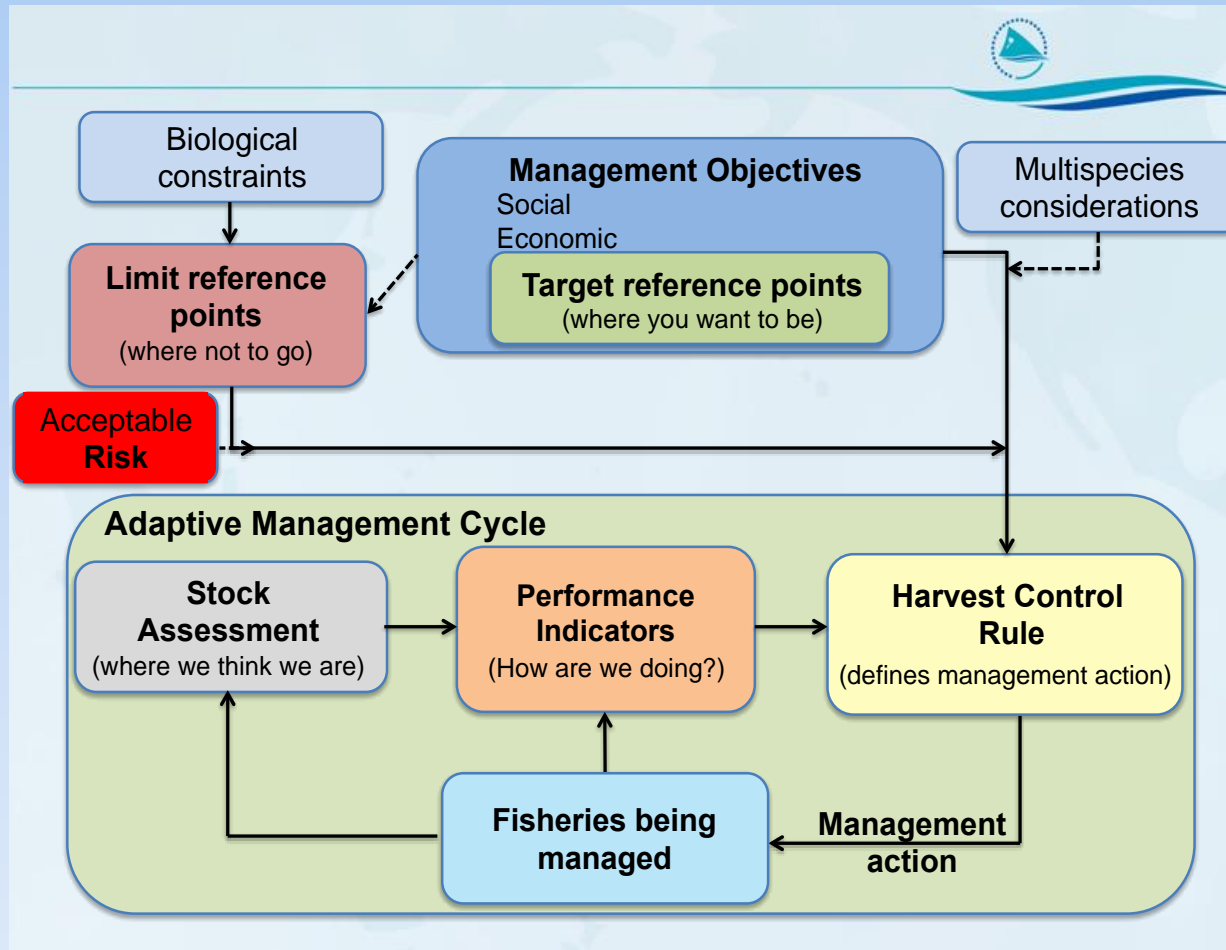 Biological
constraints
Management Objectives
Social
Economic
Multispecies
considerations
Limit reference
points
(where not to go)
Target reference points
(where you want to be)
Acceptable
Risk
Adaptive Management Cycle
Stock
Assessment
(where we think we are)
Performance
Indicators
(How are we doing?)
Harvest Control
Rule
(defines management action)
Fisheries being
managed
Management
action